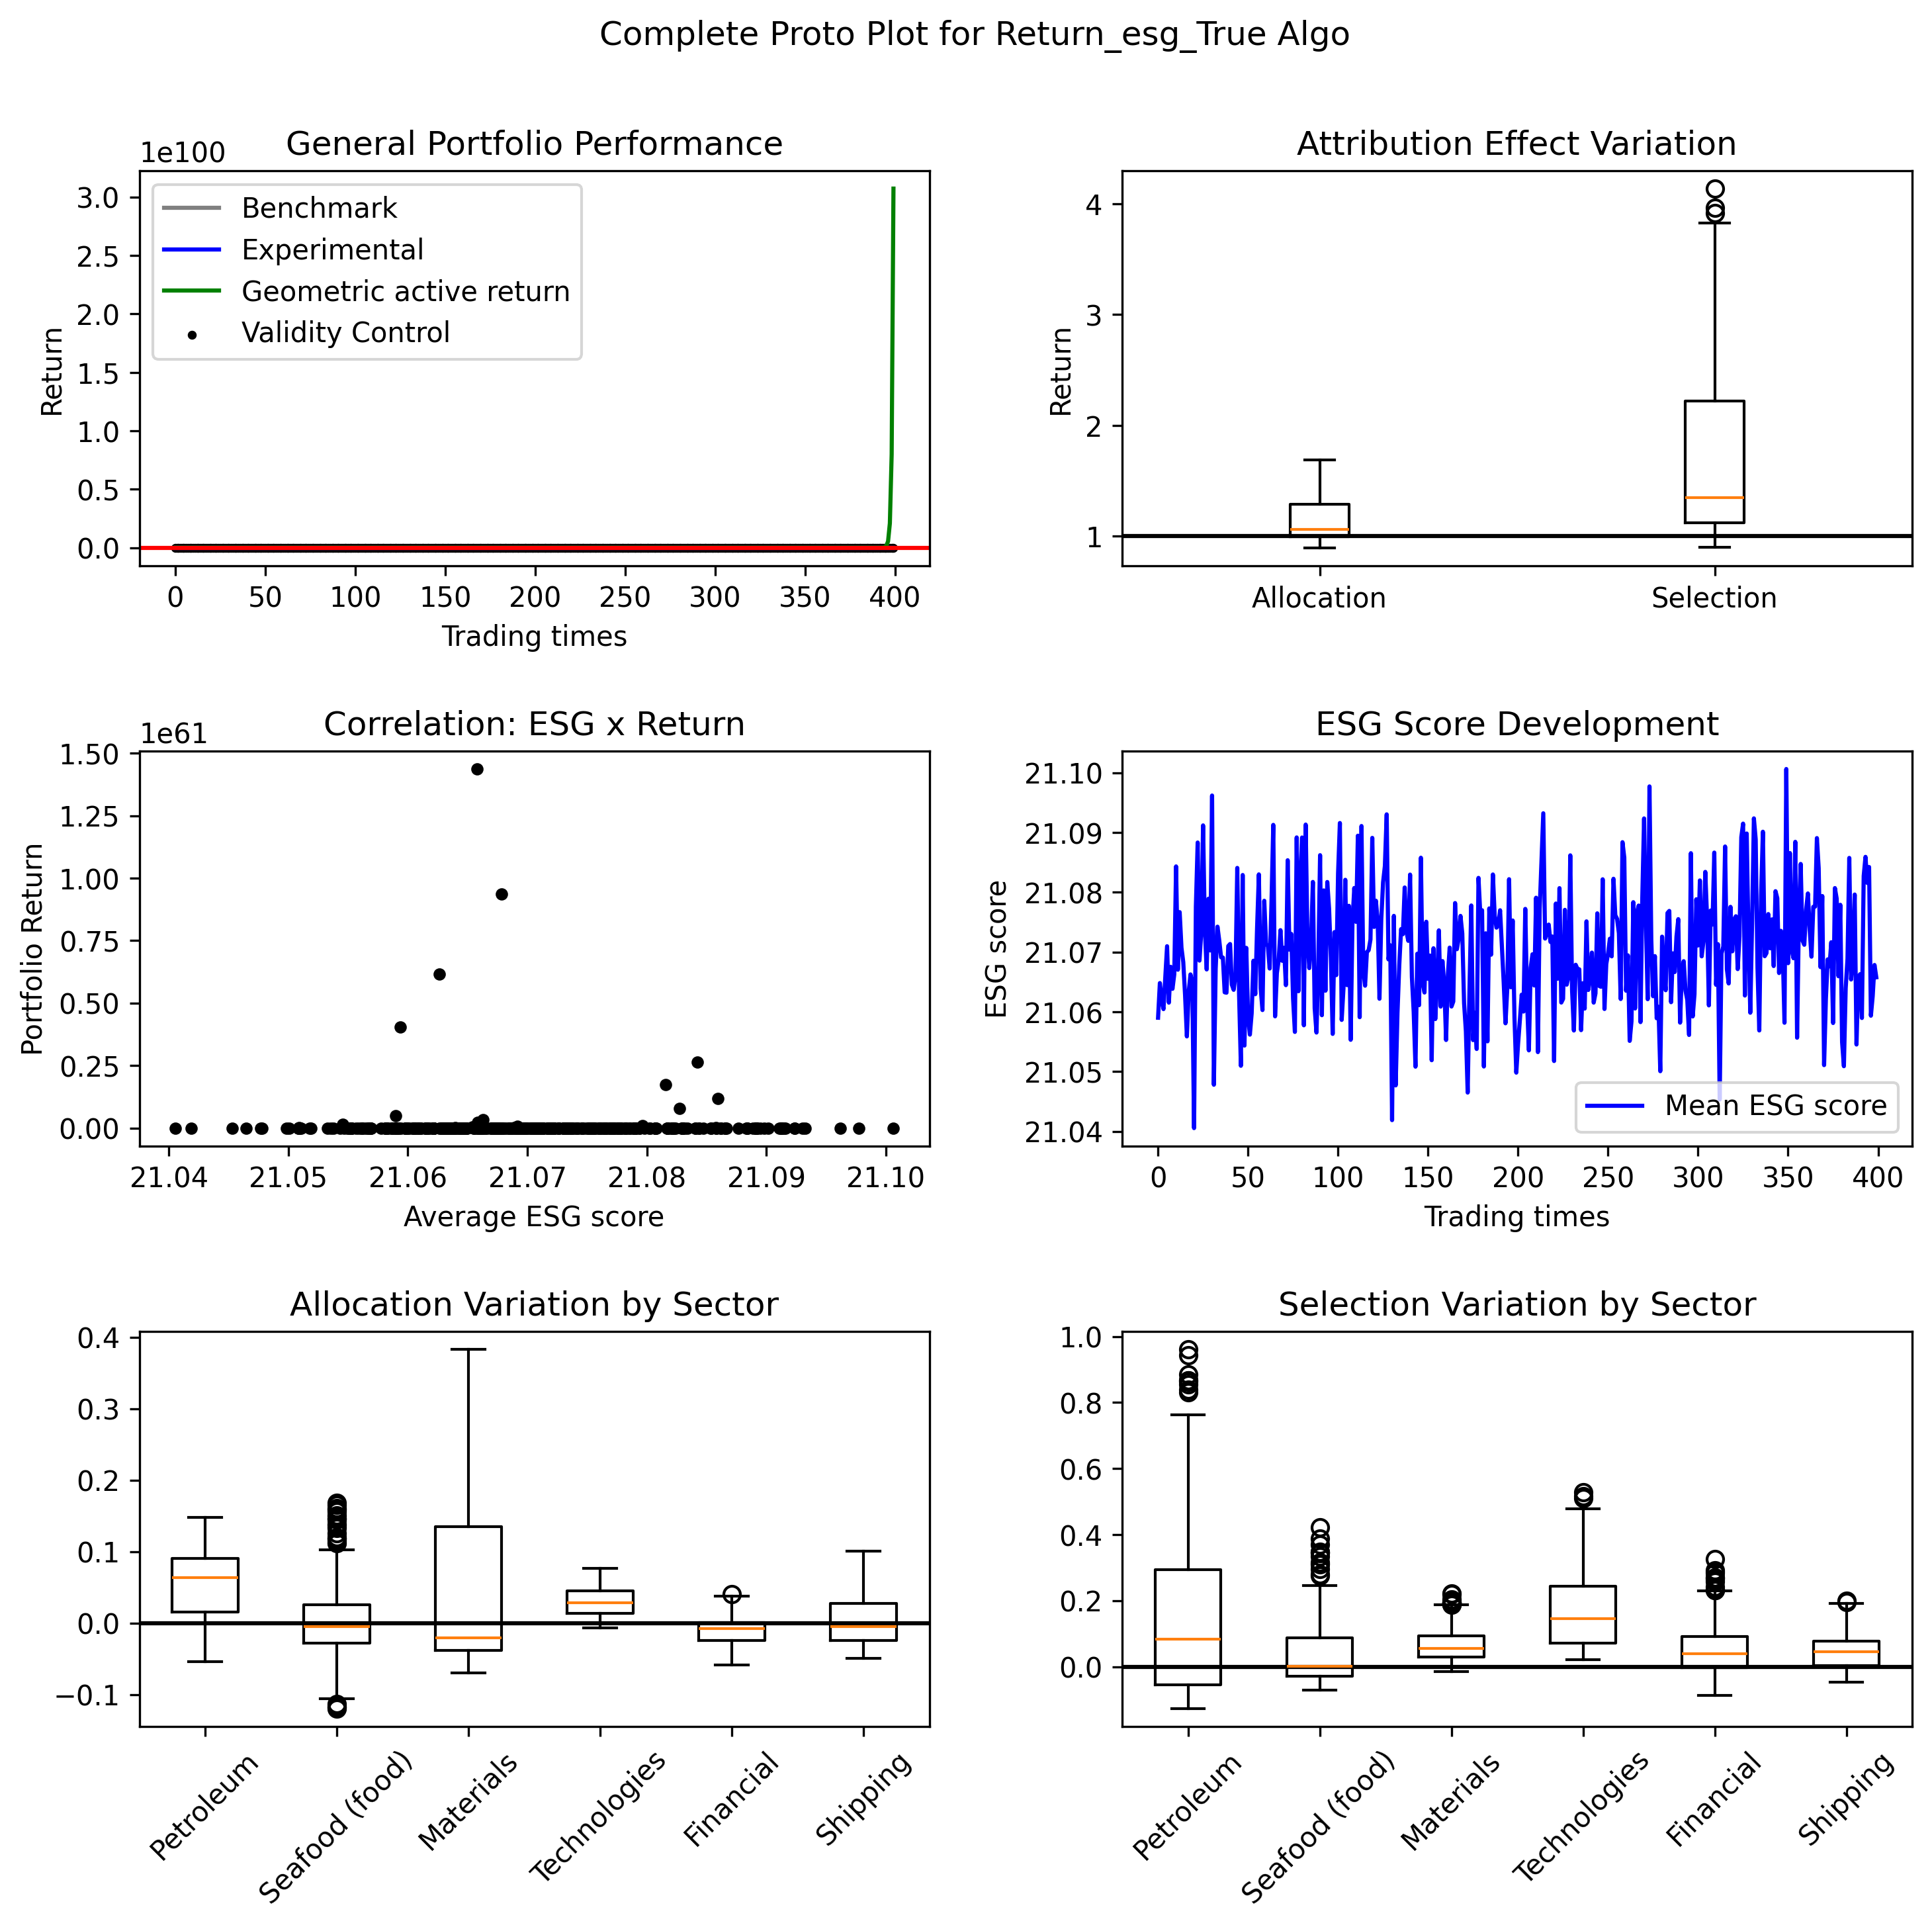 Complete Proto Plot for Return_esg_True Algo
General Portfolio Performance
1e100
3.0
2.5
2.0
1.5
1.0
0.5
0.0
Return
Benchmark
Experimental
Geometric active return
Validity Control
0 50 100 150 200 250 300 350 400
Trading times
Attribution Effect Variation
4
3
2
1
Return
Allocation Selection
Correlation: ESG x Return
1e61
1.50
1.25
1.00
0.75
0.50
0.25
0.00
Portfolio Return
21.04 21.05 21.06 21.07 21.08 21.09 21.10
Average ESG score
ESG Score Development
21.10
21.09
21.08
21.07
21.06
21.05
21.04
ESG score
Mean ESG score
0 50 100 150 200 250 300 350 400
Trading times
Allocation Variation by Sector
0.4
0.3
0.2
0.1
0.0
−0.1
Petroleum
Seafood (food)
Materials
Technologies
Financial
Shipping
Selection Variation by Sector
1.0
0.8
0.6
0.4
0.2
0.0
Petroleum
Seafood (food)
Materials
Technologies
Financial
Shipping